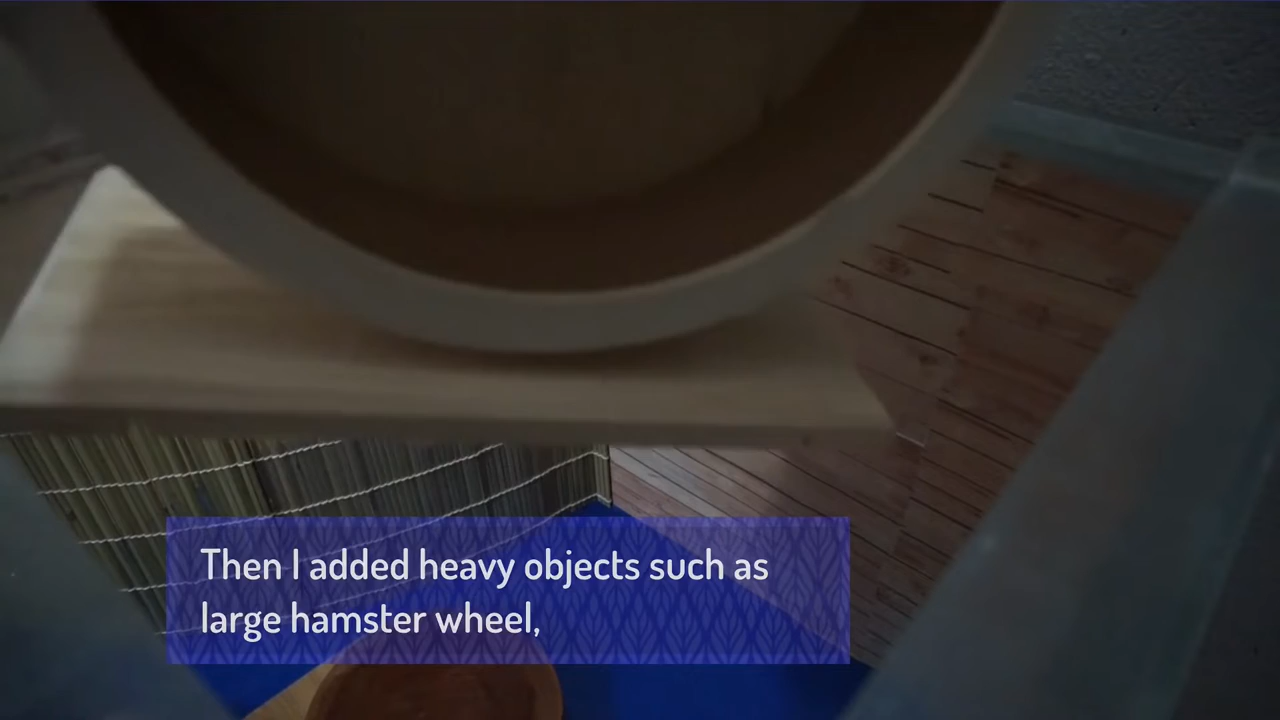 Then I added heavy objects such as
large hamster wheel,